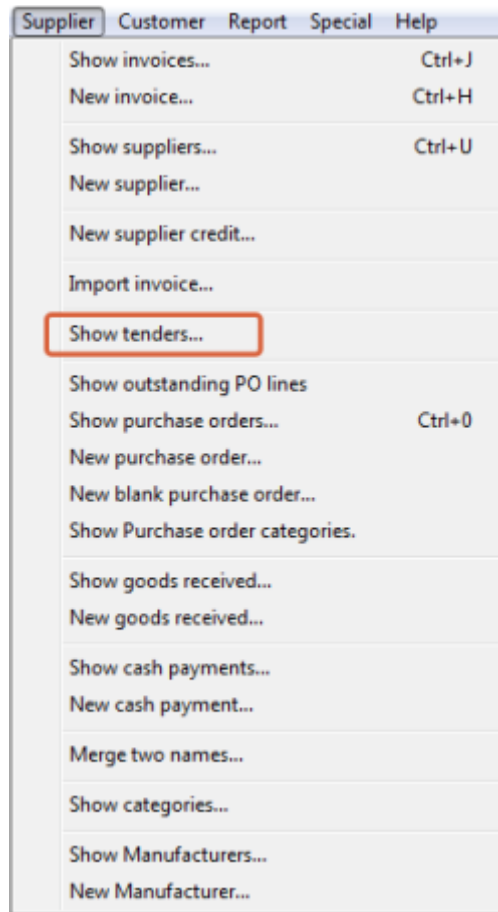 Supplier Customer Report Special Help
Show invoices... Ctrl+J
New invoice... Ctrl+H
Show suppliers... Ctrl+U
New supplier...
New supplier credit...
Import invoice...
Show tenders...
Show outstanding PO lines
Show purchase orders... Ctrl+0
New purchase order...
New blank purchase order...
Show Purchase order categories.
Show goods received...
New goods received...
Show cash payments...
New cash payment...
Merge two names...
Show categories...
Show Manufacturers...
New Manufacturer...